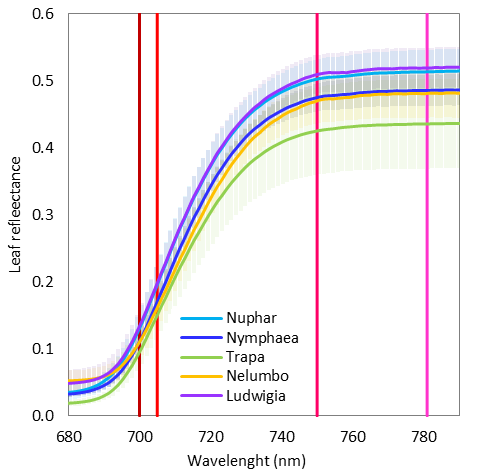 0.6
0.5
0.4
0.3
0.2
0.1
0.0
Leaf refleectance
Nuphar
Nymphaea
Trapa
Nelumbo
Ludwigia
680 700 720 740 760 780
Wavelenght (nm)